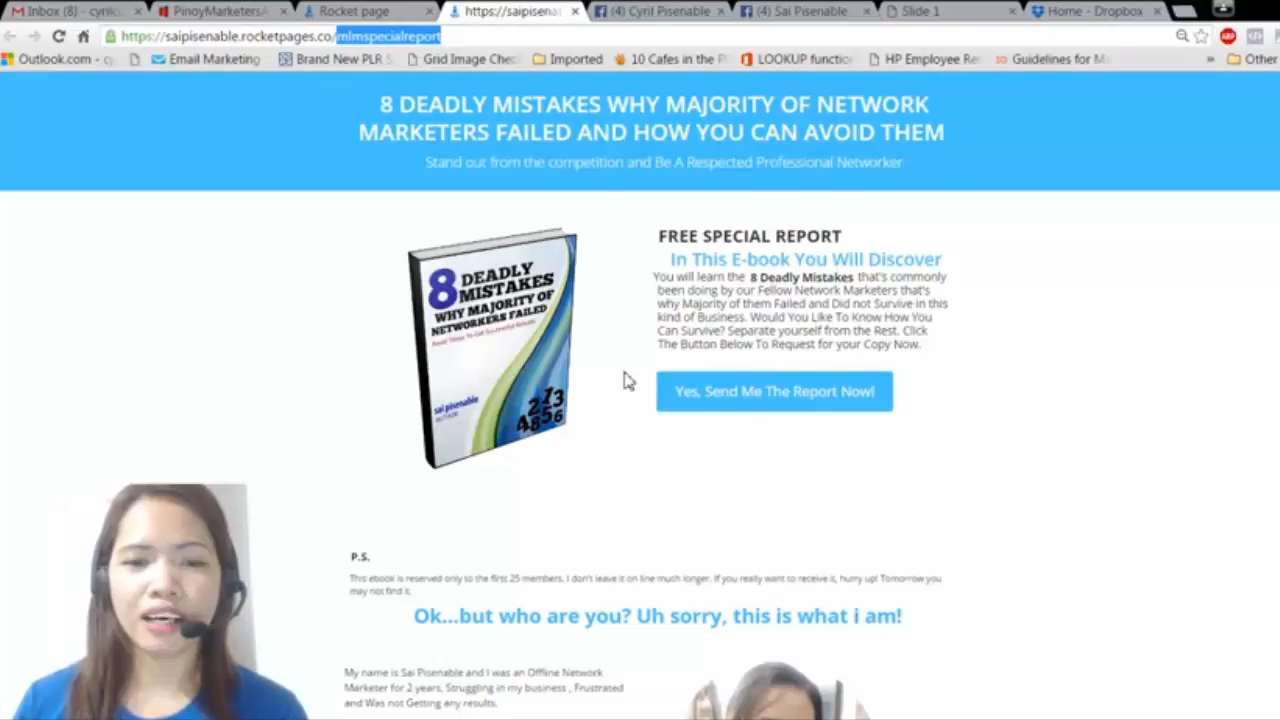 Inbox (8) - cyrilc
PinoyMarketersA
Rocket page
https://saipisena
(4) Cyril Pisenable
(4) Sai Pisenable
Slide 1
Home - Dropbox
https://saipisenable.rocketpages.co/mlmspecialreport
Outlook.com - cy
Email Marketing
Brand New PLR S
Grid Image Chec
Imported
10 Cafes in the P
LOOKUP functio
HP Employee Re
Guidelines for Ma
»
Other
8 DEADLY MISTAKES WHY MAJORITY OF NETWORK
MARKETERS FAILED AND HOW YOU CAN AVOID THEM
Stand out from the competition and Be A Respected Professional Networker
8 DEADLY
MISTAKES
WHY MAJORITY OF
NETWORKERS FAILED
sai pisenable
AUTHOR
FREE SPECIAL REPORT
In This E-book You Will Discover
You will learn the 8 Deadly Mistakes that's commonly
been doing by our Fellow Network Marketers that's
why Majority of them Failed and Did not Survive in this
kind of Business. Would You Like To Know How You
Can Survive? Separate yourself from the Rest. Click
The Button Below To Request for your Copy Now.
Yes, Send Me The Report Now!
P.S.
This ebook is reserved only to the first 25 members. I don't leave it on line much longer. If you really want to receive it, hurry up! Tomorrow you
may not find it.
Ok...but who are you? Uh sorry, this is what i am!
My name is Sai Pisenable and I was an Offline Network
Marketer for 2 years, Struggling in my business , Frustrated
and Was not Getting any results.